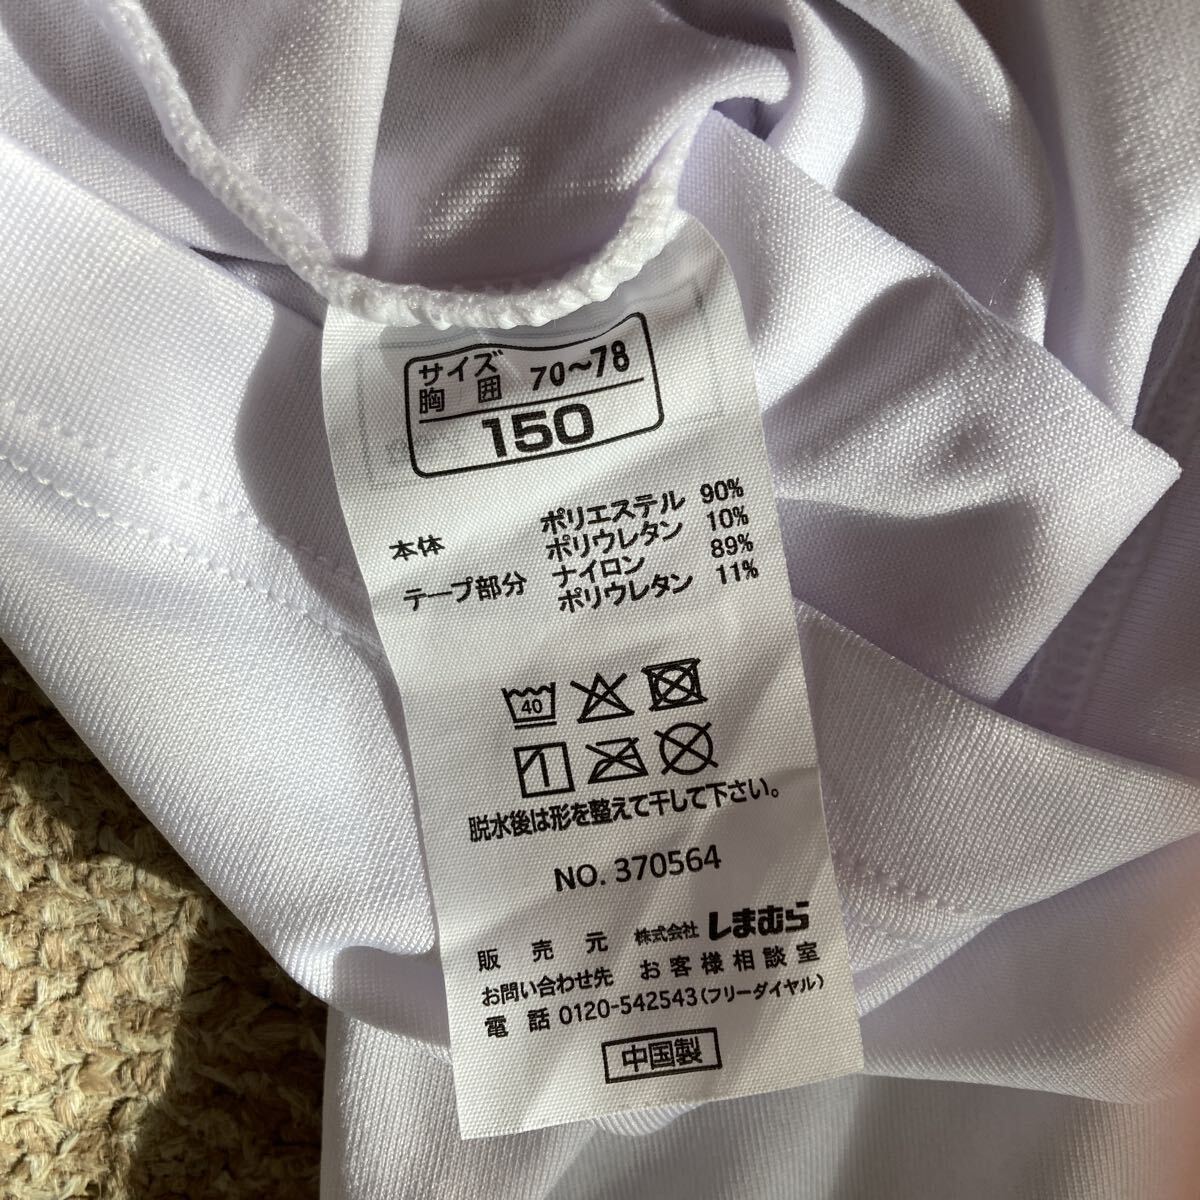 サイズ
胸囲 70～78
150
本体 ポリエステル 90%
ポリウレタン 10%
テープ部分 ナイロン 89%
ポリウレタン 11%
40
脱水後は形を整えて干して下さい。
NO. 370564
販売元 株式会社しまむら
お問い合わせ先 お客様相談室
電話 0120-542543(フリーダイヤル)
中国製